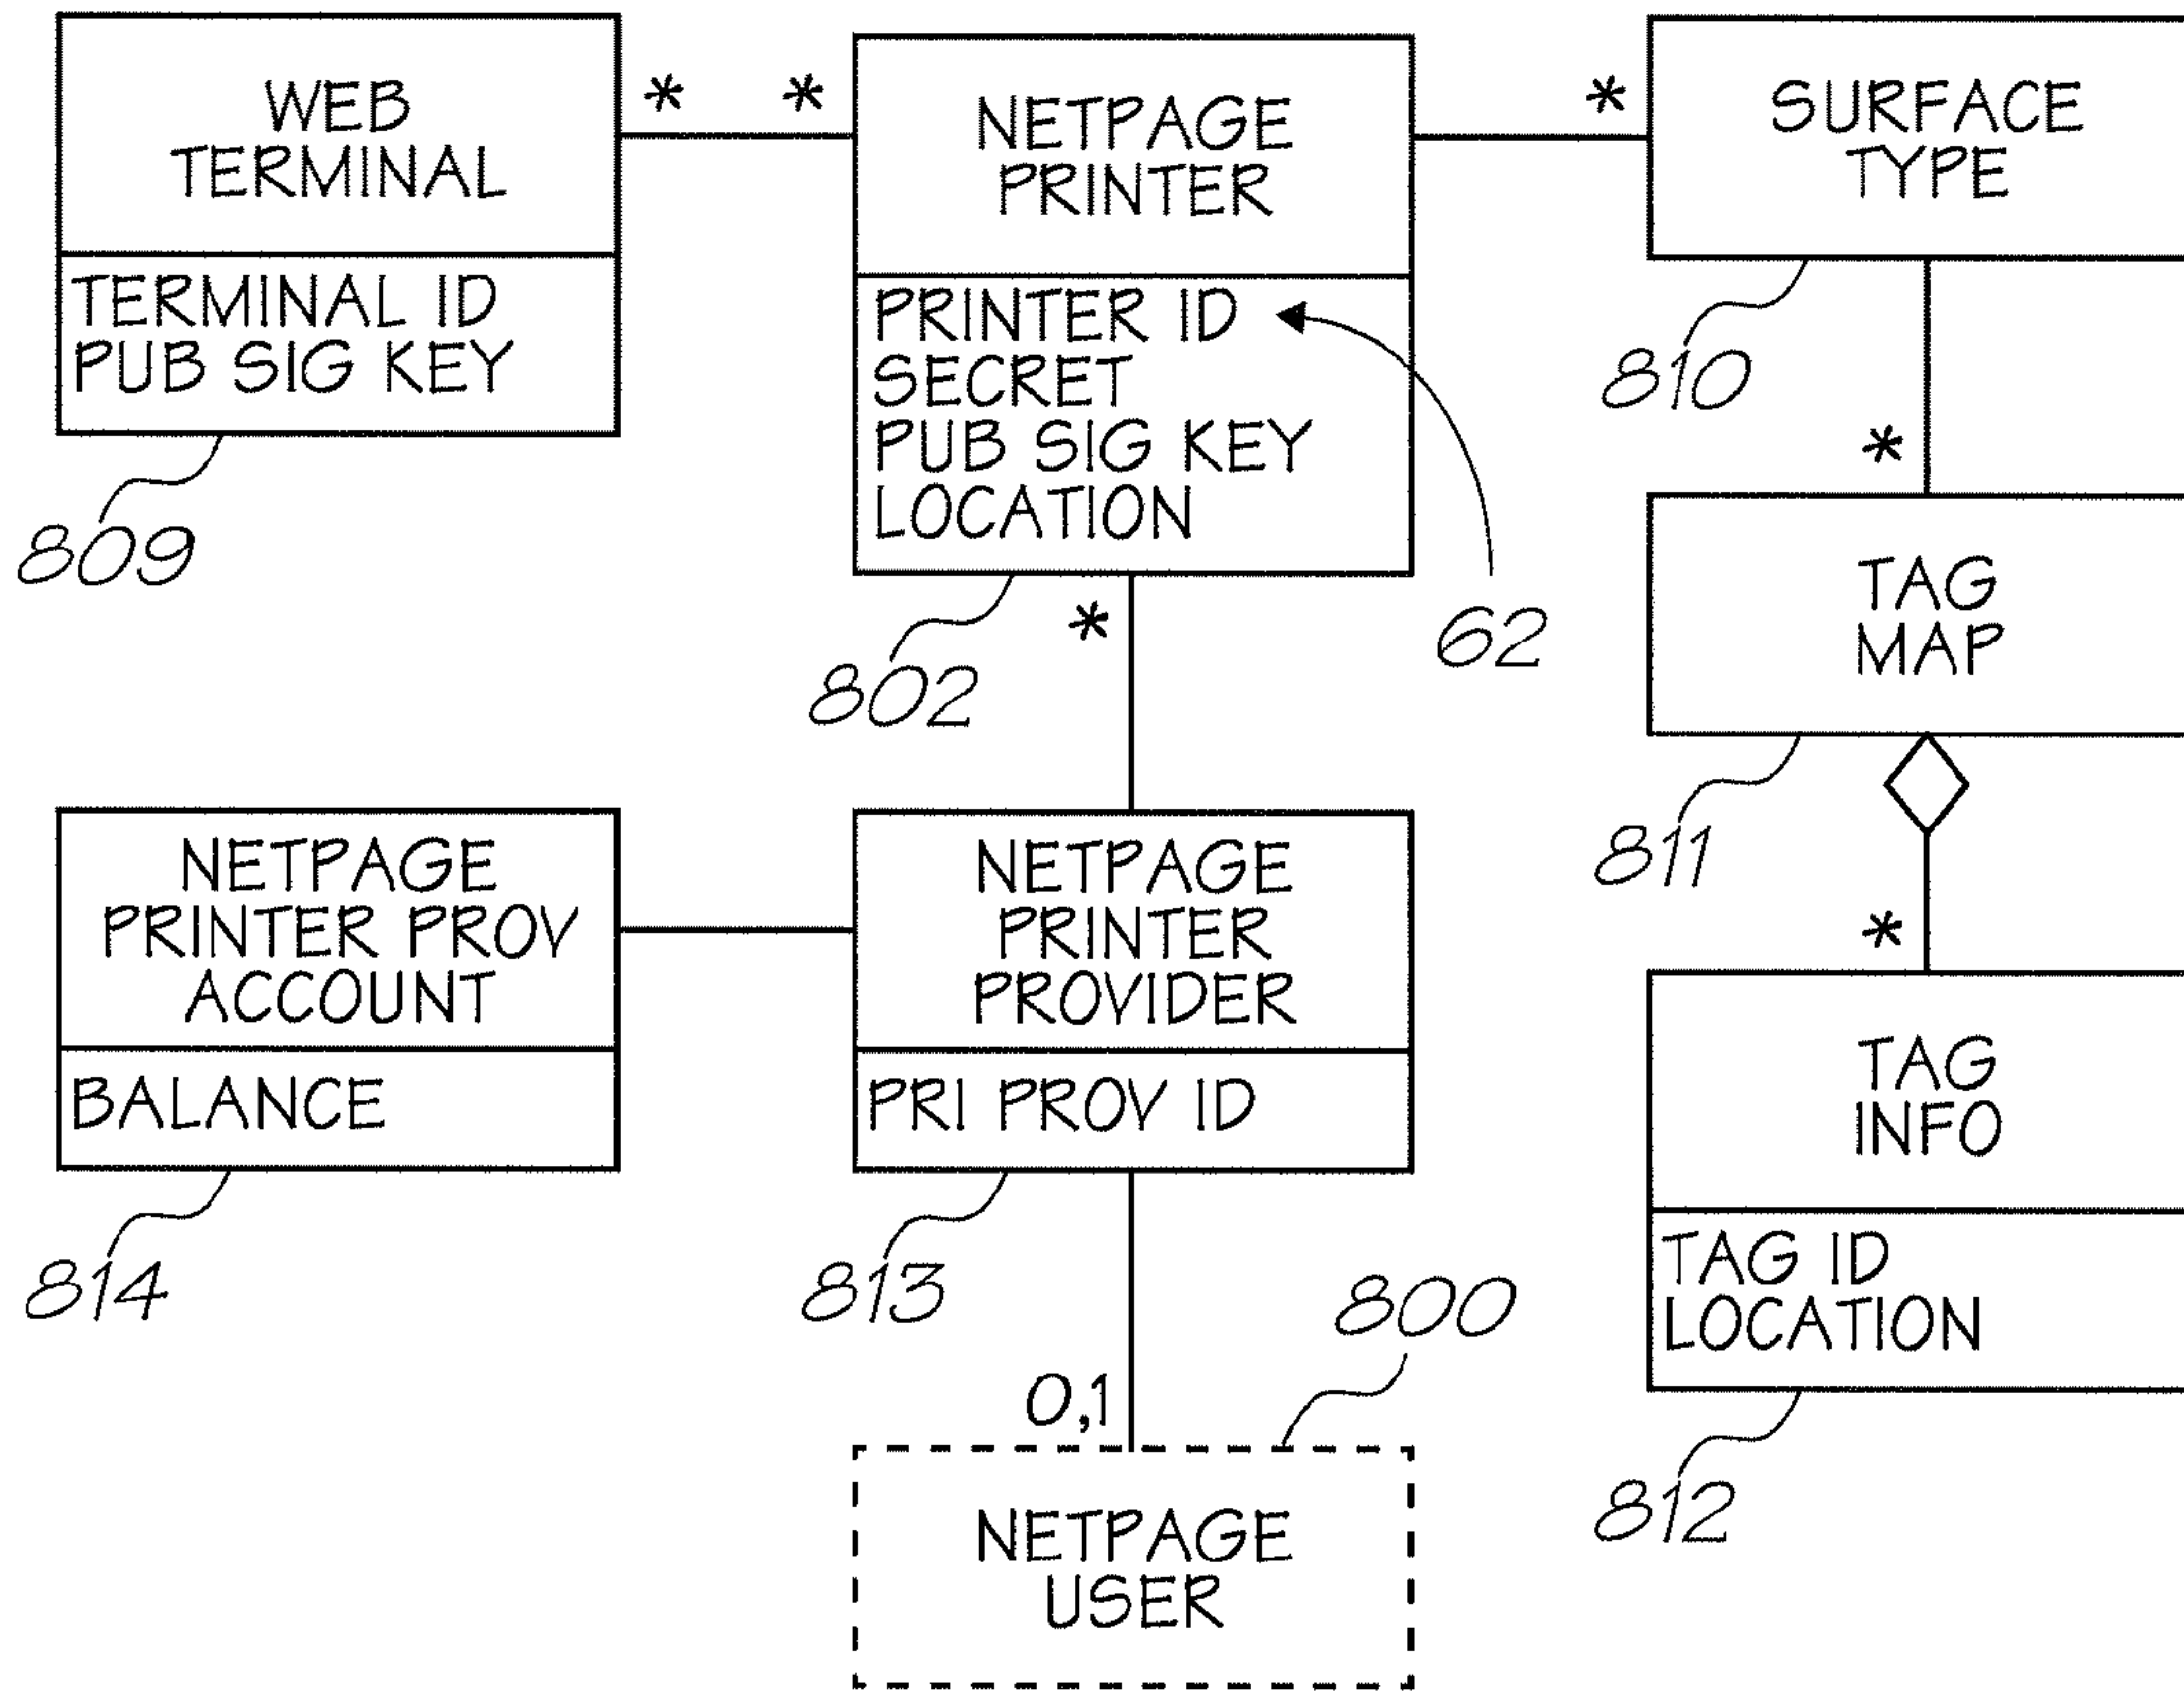 WEB
TERMINAL
TERMINAL ID
PUB SIG KEY
809
*
*
NETPAGE
PRINTER
PRINTER ID
SECRET
PUB SIG KEY
LOCATION
62
802
*
*
SURFACE
TYPE
810
*
TAG
MAP
811
*
TAG
INFO
TAG ID
LOCATION
812
NETPAGE
PRINTER PROV
ACCOUNT
BALANCE
814
NETPAGE
PRINTER
PROVIDER
PRI PROV ID
813
800
0,1
NETPAGE
USER